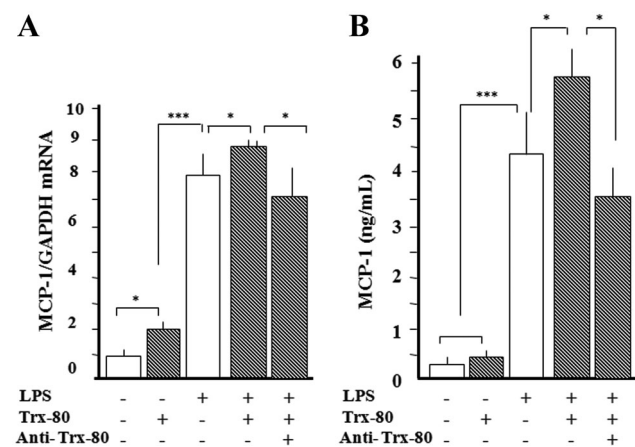 A
MCP-1/GAPDH mRNA
10
9
8
6
4
2
0
*
***
*
*
LPS - - + + +
Trx-80 - + - + +
Anti-Trx-80 - - - - +
B
MCP-1 (ng/mL)
6
5
4
3
2
1
0
***
*
*
LPS - - + + +
Trx-80 - + - + +
Anti-Trx-80 - - - - +